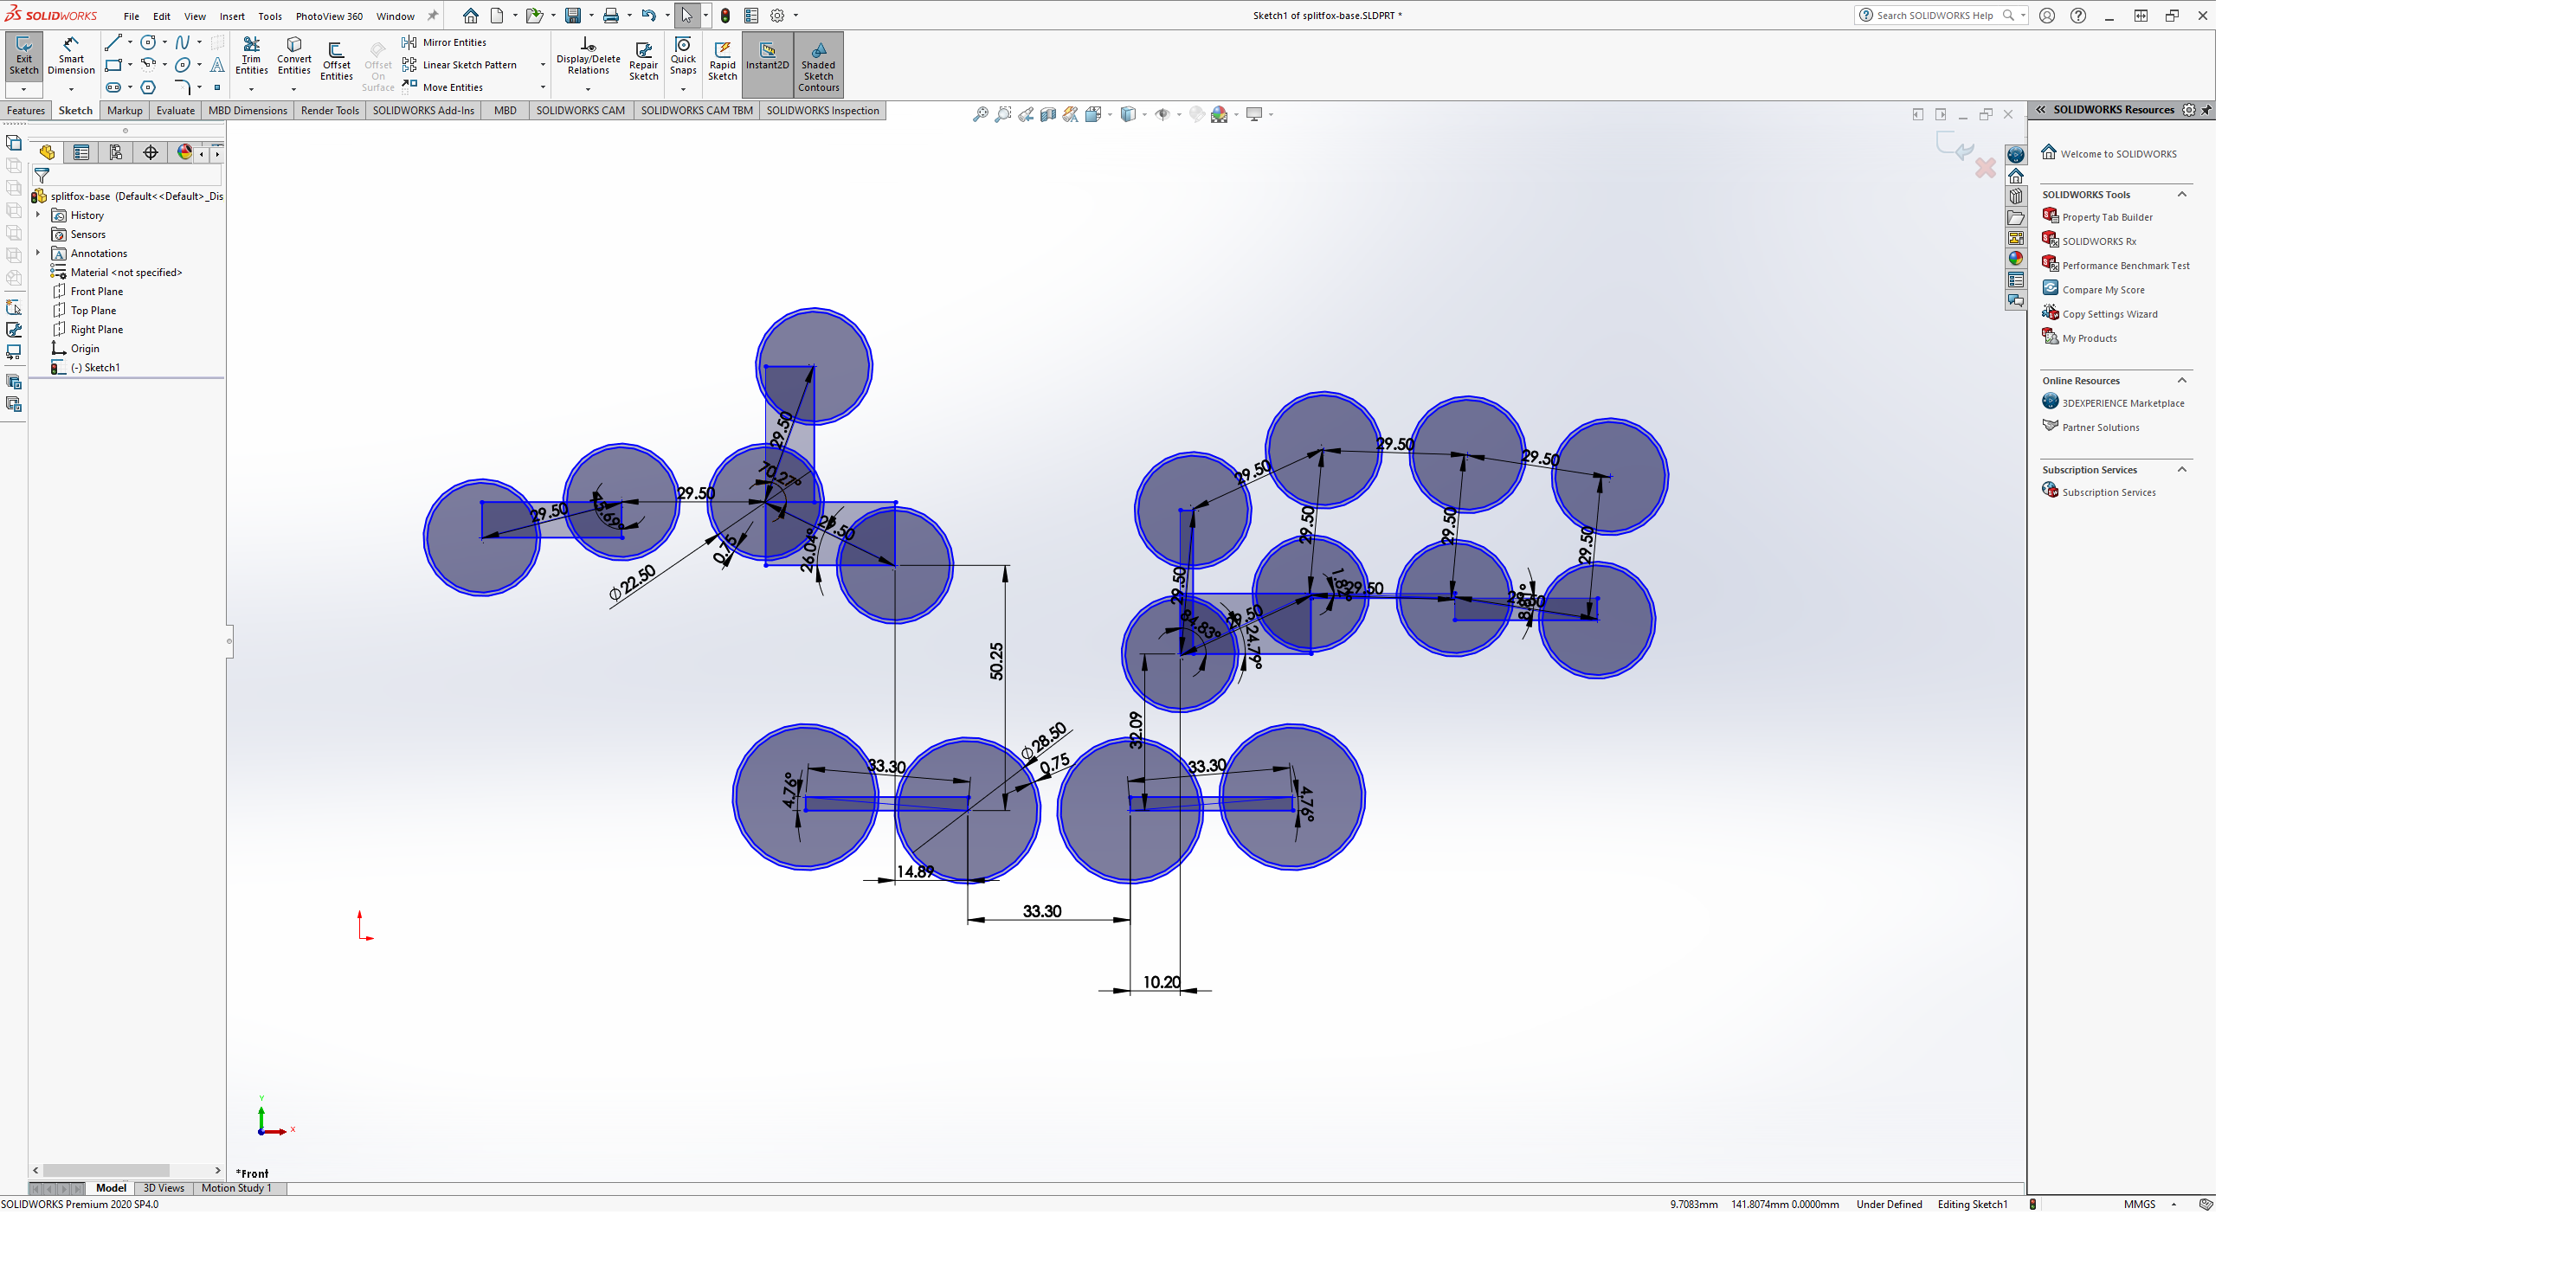 SOLIDWORKS
File Edit View Insert Tools PhotoView 360 Window
Sketch1 of splitfox-base.SLDPRT *
Search SOLIDWORKS Help
Exit Sketch
Smart Dimension
Trim Entities
Convert Entities
Offset Entities
Offset On Surface
Mirror Entities
Linear Sketch Pattern
Move Entities
Display/Delete Relations
Repair Sketch
Quick Snaps
Rapid Sketch
Instant2D
Shaded Sketch Contours
Features Sketch Markup Evaluate MBD Dimensions Render Tools SOLIDWORKS Add-Ins MBD SOLIDWORKS CAM SOLIDWORKS CAM TBM SOLIDWORKS Inspection
splitfox-base (Default<<Default>_Dis
History
Sensors
Annotations
Material <not specified>
Front Plane
Top Plane
Right Plane
Origin
(-) Sketch1
29.50
70.27°
29.50
29.50
26.04°
0.75
Ø22.50
50.25
29.50
29.50
29.50
29.50
29.50
29.50
29.50
29.50
29.50
64.83°
24.79°
32.09
Ø28.50
0.75
33.30
4.76°
33.30
4.76°
14.89
33.30
10.20
Y
X
*Front
Model 3D Views Motion Study 1
SOLIDWORKS Premium 2020 SP4.0
9.7083mm 141.8074mm 0.0000mm Under Defined Editing Sketch1 MMGS
SOLIDWORKS Resources
Welcome to SOLIDWORKS
SOLIDWORKS Tools
Property Tab Builder
SOLIDWORKS Rx
Performance Benchmark Test
Compare My Score
Copy Settings Wizard
My Products
Online Resources
3DEXPERIENCE Marketplace
Partner Solutions
Subscription Services
Subscription Services